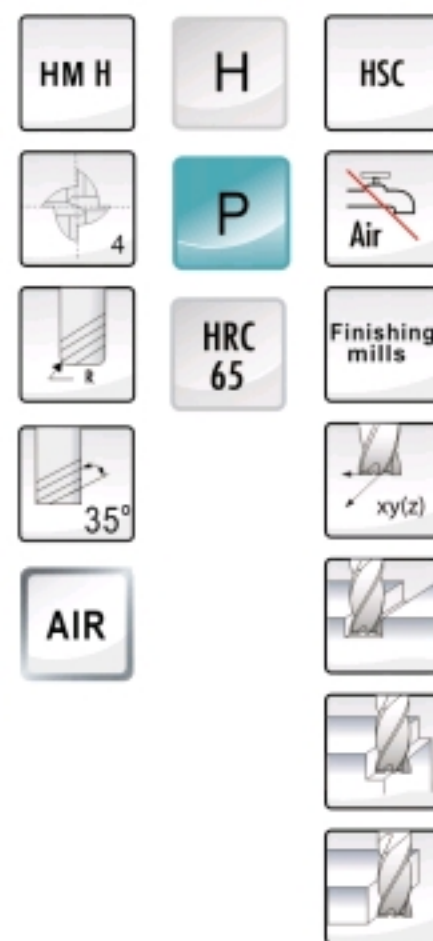 HM H
H
HSC
4
P
Air
R
HRC
65
Finishing
mills
35°
xy(z)
AIR